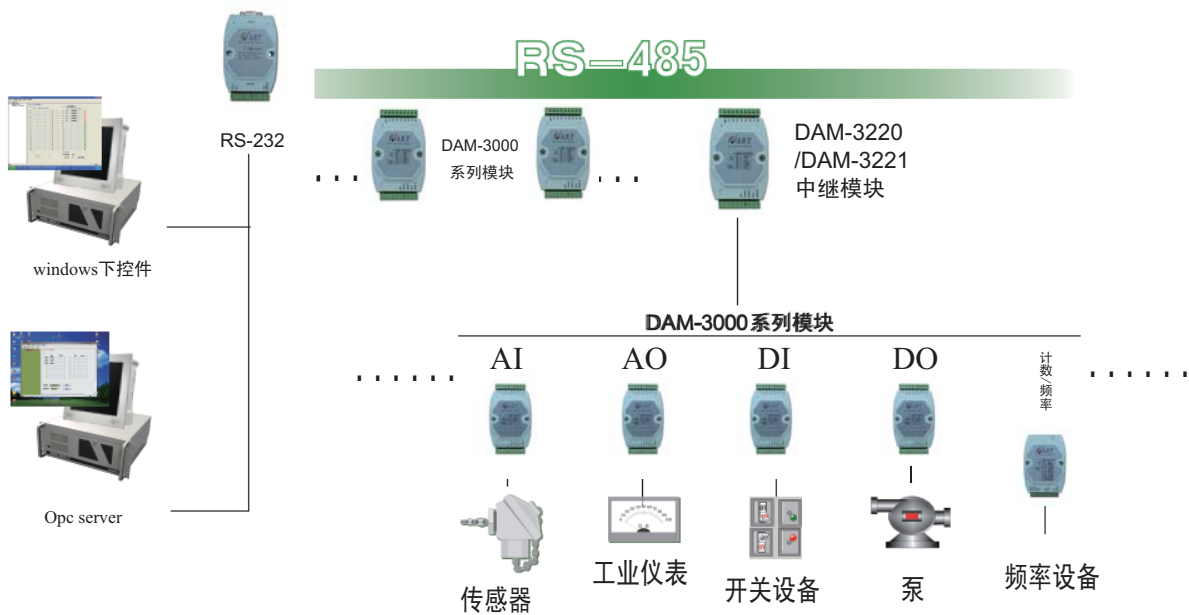 RS—485
RS-232
DAM-3000
系列模块
DAM-3220
/DAM-3221
中继模块
windows下控件
DAM-3000系列模块
AI
AO
DI
DO
计数/频率
Opc server
传感器
工业仪表
开关设备
泵
频率设备